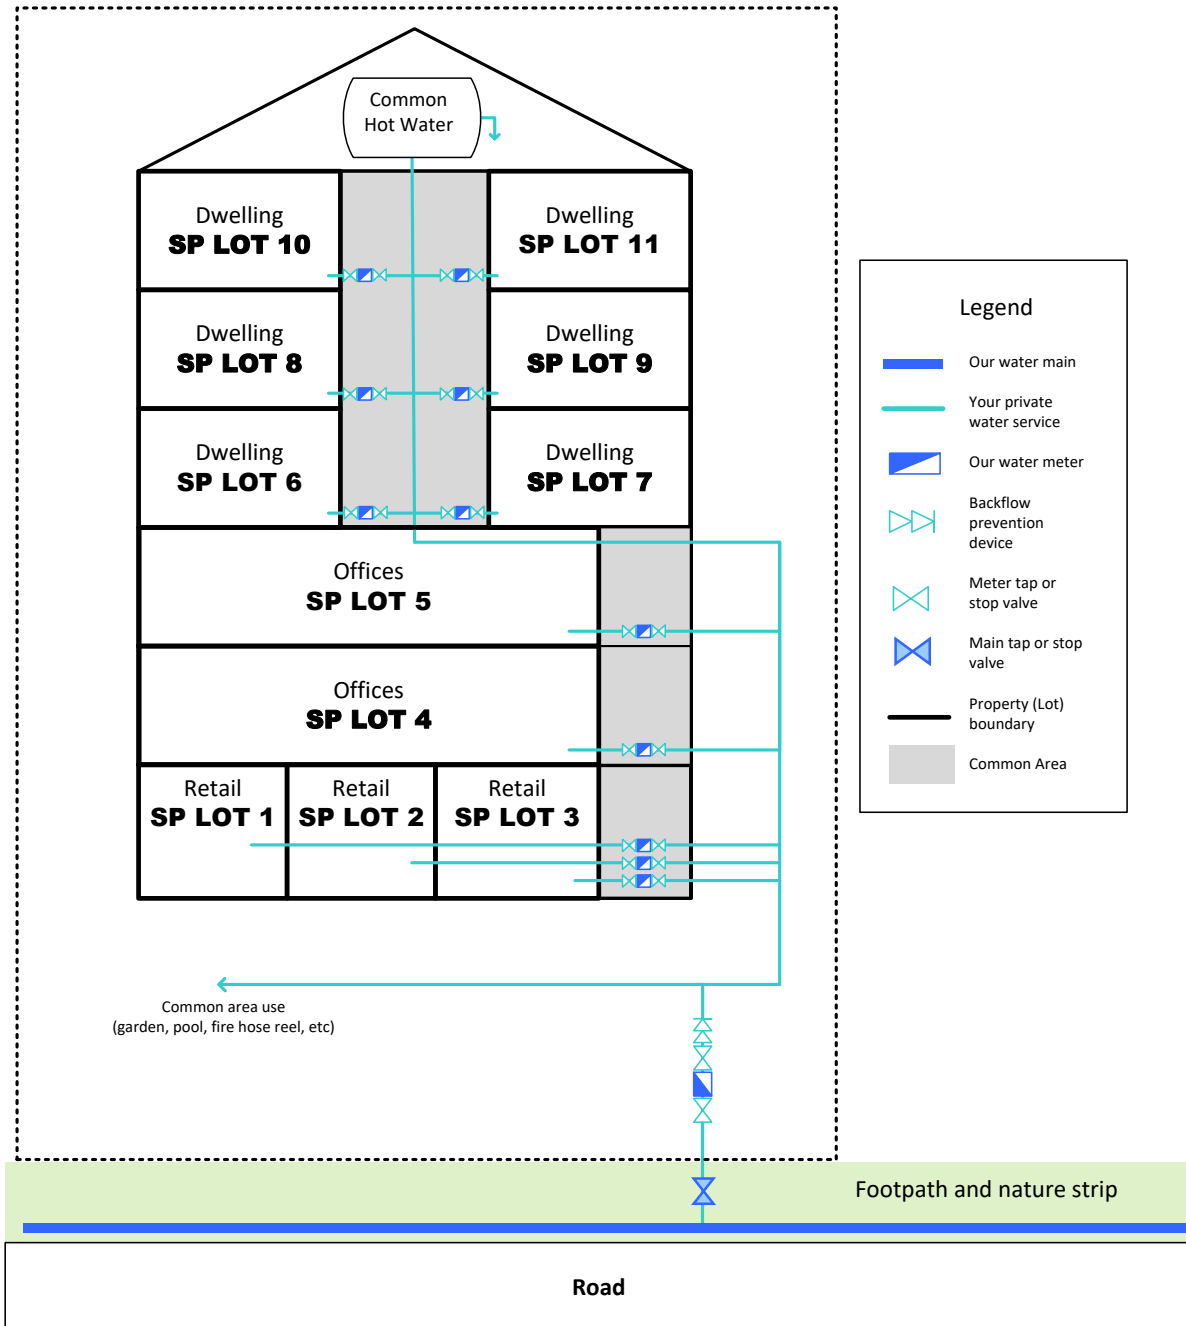 Common
Hot Water
Dwelling
SP LOT 10
Dwelling
SP LOT 11
Dwelling
SP LOT 8
Dwelling
SP LOT 9
Dwelling
SP LOT 6
Dwelling
SP LOT 7
Offices
SP LOT 5
Offices
SP LOT 4
Retail
SP LOT 1
Retail
SP LOT 2
Retail
SP LOT 3
Common area use
(garden, pool, fire hose reel, etc)
Legend
Our water main
Your private
water service
Our water meter
Backflow
prevention
device
Meter tap or
stop valve
Main tap or stop
valve
Property (Lot)
boundary
Common Area
Footpath and nature strip
Road